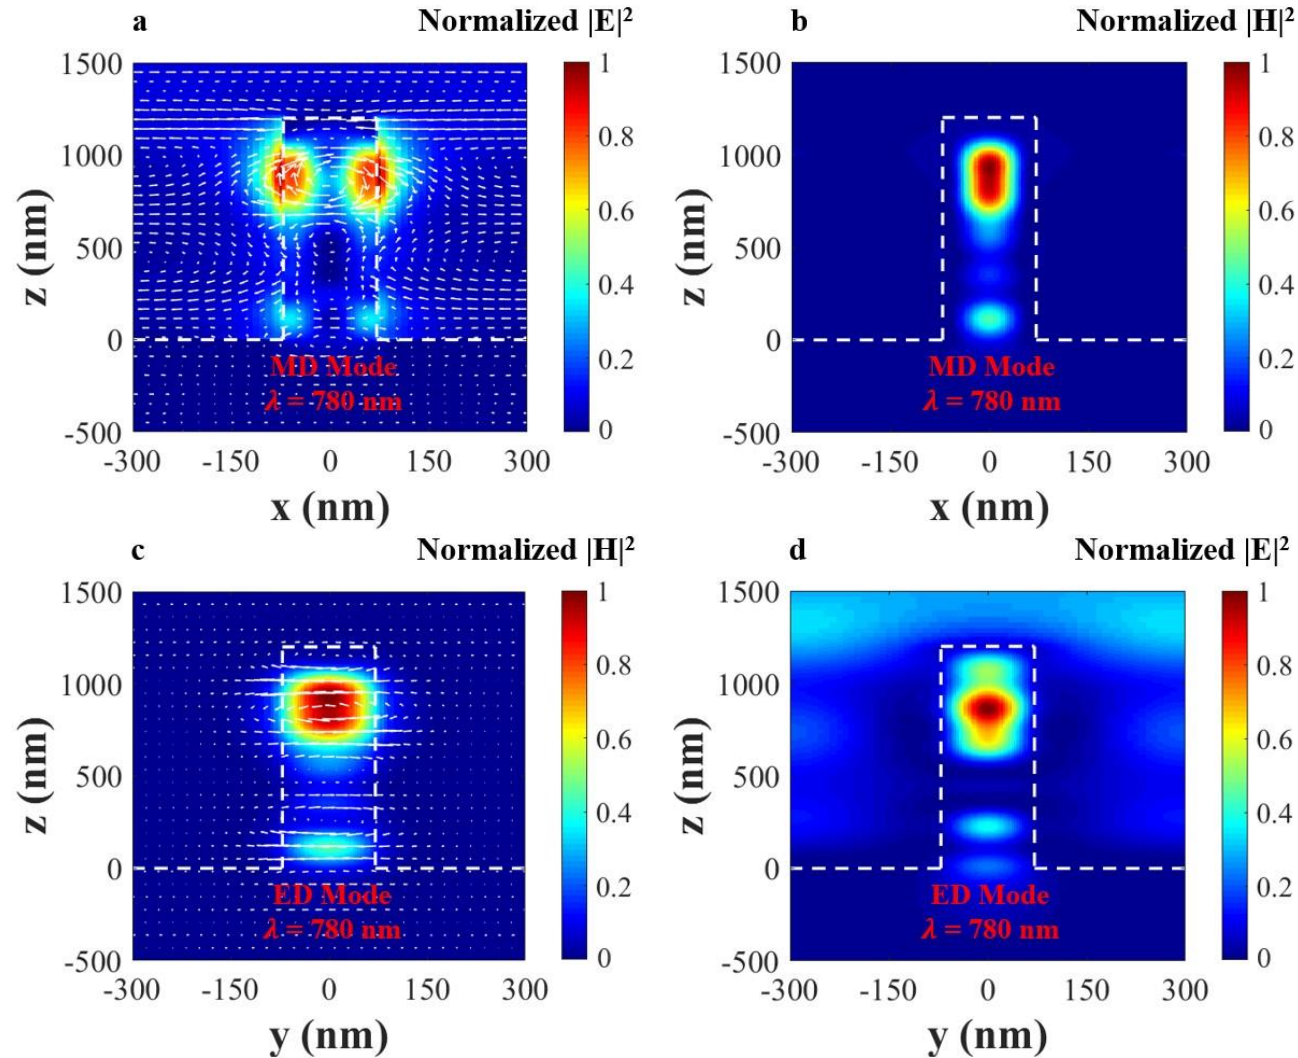 a Normalized |E|²
1500
1000
500
0
-500
z (nm)
MD Mode
λ = 780 nm
-300 -150 0 150 300
x (nm)
1
0.8
0.6
0.4
0.2
0
b Normalized |H|²
1500
1000
500
0
-500
z (nm)
MD Mode
λ = 780 nm
-300 -150 0 150 300
x (nm)
1
0.8
0.6
0.4
0.2
0
c Normalized |H|²
1500
1000
500
0
-500
z (nm)
ED Mode
λ = 780 nm
-300 -150 0 150 300
y (nm)
1
0.8
0.6
0.4
0.2
0
d Normalized |E|²
1500
1000
500
0
-500
z (nm)
ED Mode
λ = 780 nm
-300 -150 0 150 300
y (nm)
1
0.8
0.6
0.4
0.2
0